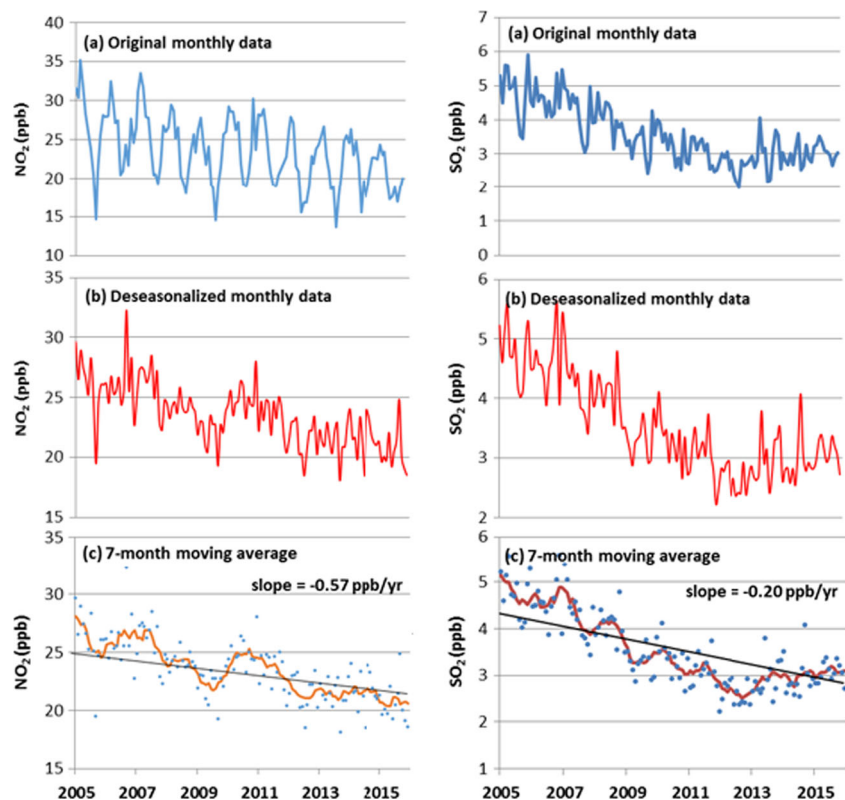 (a) Original monthly data
NO₂ (ppb)
40
35
30
25
20
15
10
(b) Deseasonalized monthly data
NO₂ (ppb)
35
30
25
20
15
(c) 7-month moving average
slope = -0.57 ppb/yr
NO₂ (ppb)
35
30
25
20
15
2005 2007 2009 2011 2013 2015
(a) Original monthly data
SO₂ (ppb)
7
6
5
4
3
2
1
0
(b) Deseasonalized monthly data
SO₂ (ppb)
6
5
4
3
2
(c) 7-month moving average
slope = -0.20 ppb/yr
SO₂ (ppb)
6
5
4
3
2
1
2005 2007 2009 2011 2013 2015